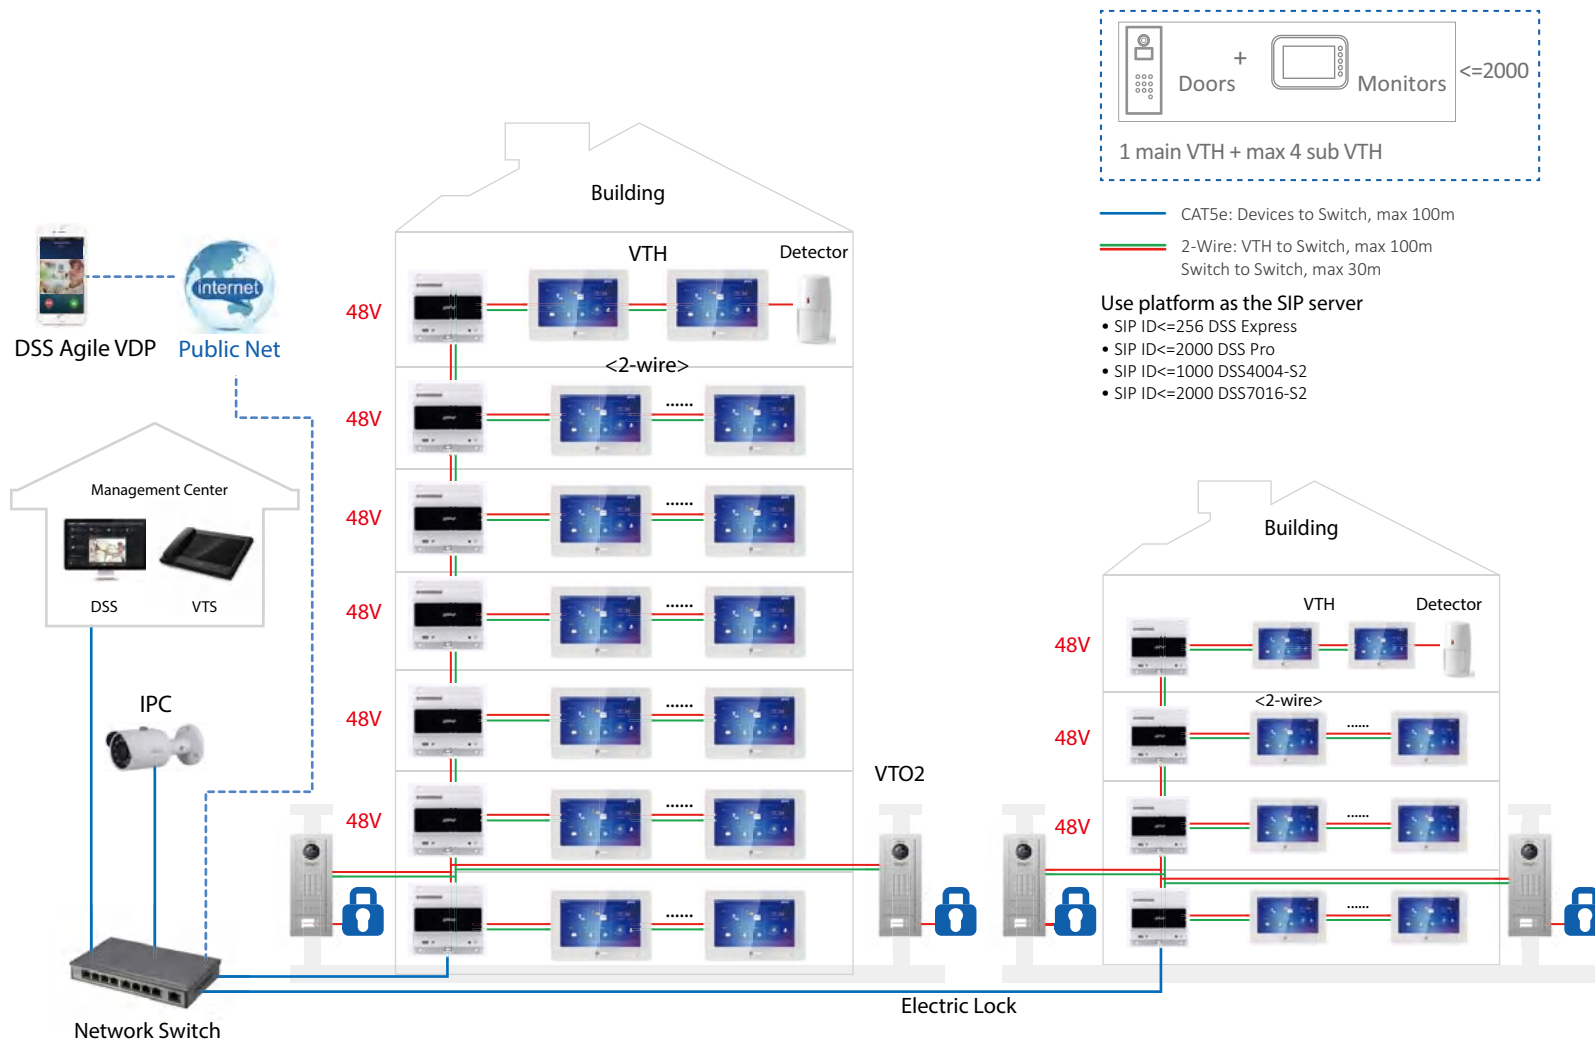 Doors
+
Monitors
<=2000
1 main VTH + max 4 sub VTH
CAT5e: Devices to Switch, max 100m
2-Wire: VTH to Switch, max 100m
Switch to Switch, max 30m
Use platform as the SIP server
• SIP ID<=256 DSS Express
• SIP ID<=2000 DSS Pro
• SIP ID<=1000 DSS4004-S2
• SIP ID<=2000 DSS7016-S2
internet
DSS Agile VDP
Public Net
Management Center
DSS
VTS
IPC
Network Switch
Building
VTH
Detector
48V
<2-wire>
48V
48V
48V
48V
48V
VTO2
Electric Lock
Building
VTH
Detector
48V
<2-wire>
48V
48V
......
......
......
......
......
......
......
......
......